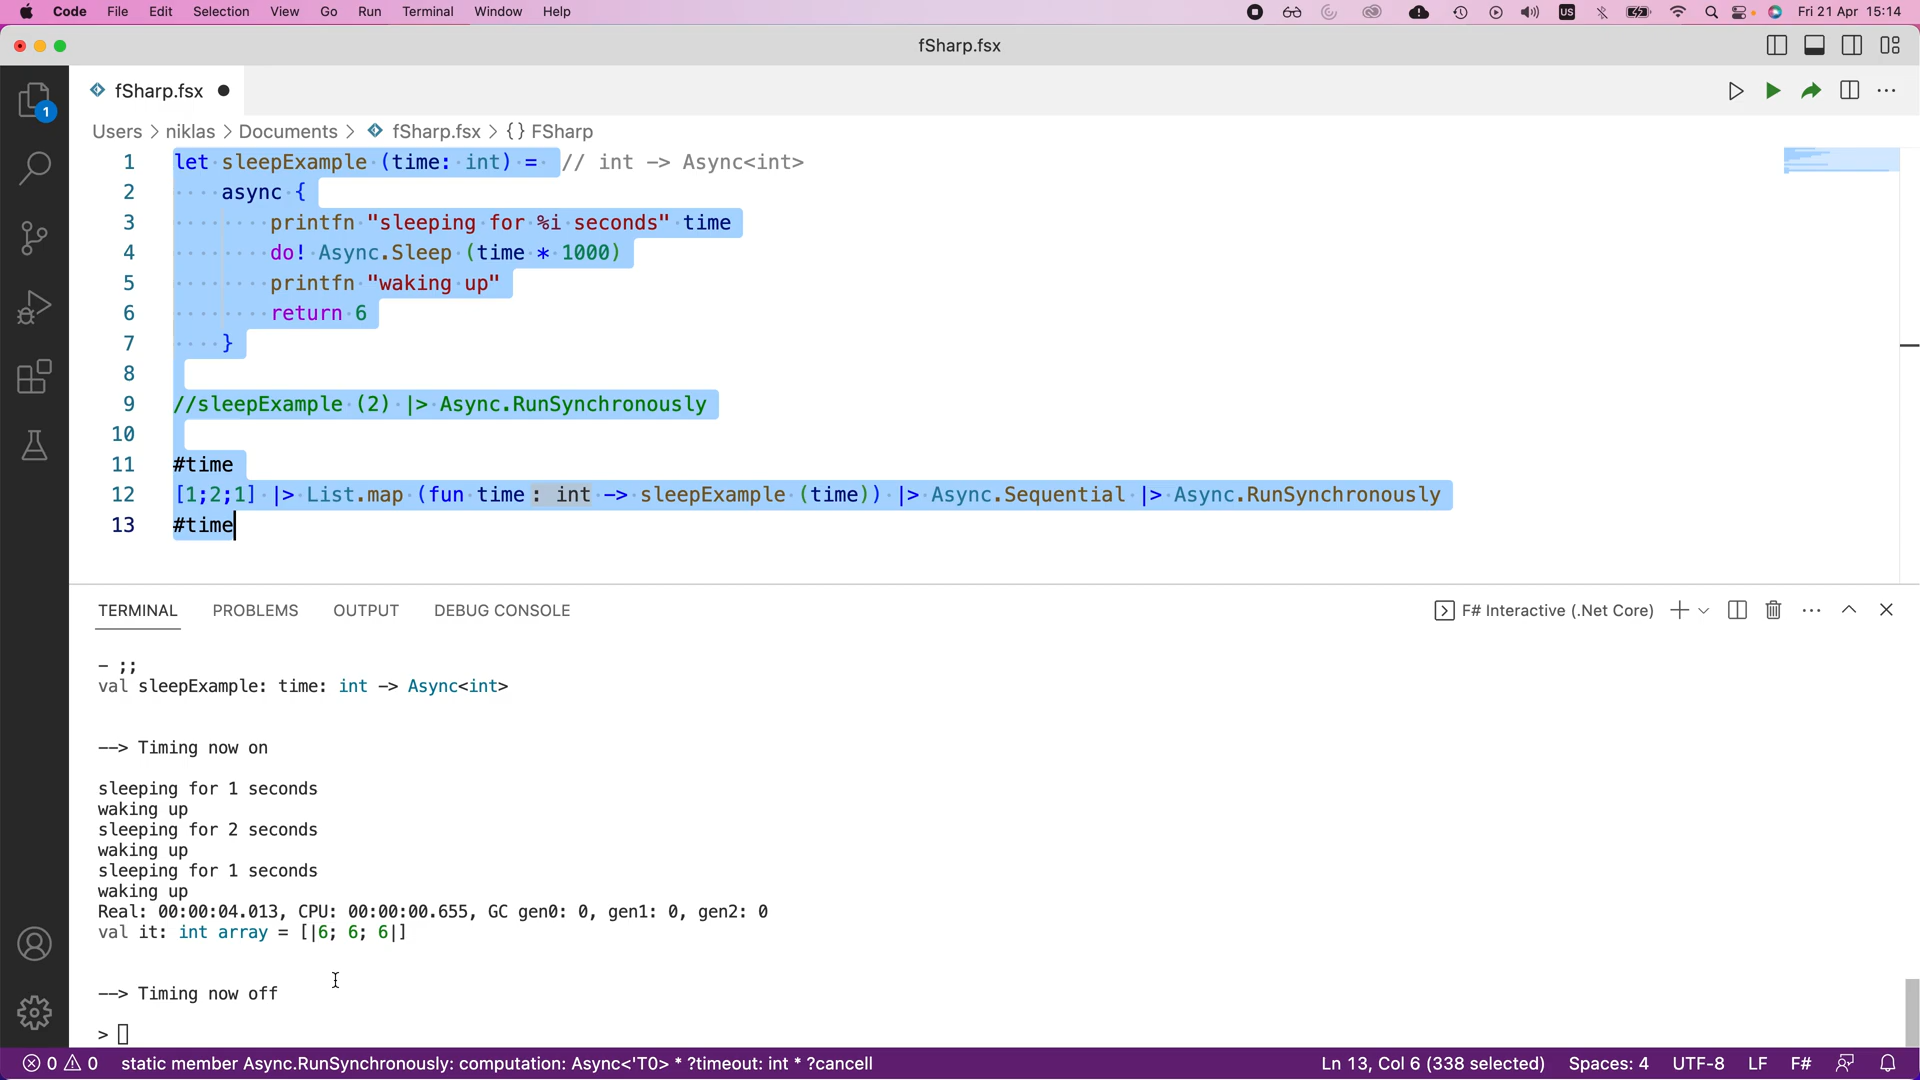 Code File Edit Selection View Go Run Terminal Window Help US Fri 21 Apr 15:14
fSharp.fsx
1
fSharp.fsx
Users > niklas > Documents > fSharp.fsx > {} FSharp
1 let sleepExample (time: int) = // int -> Async<int>
2 async {
3 printfn "sleeping for %i seconds" time
4 do! Async.Sleep (time * 1000)
5 printfn "waking up"
6 return 6
7 }
8
9 //sleepExample (2) |> Async.RunSynchronously
10
11 #time
12 [1;2;1] |> List.map (fun time: int -> sleepExample (time)) |> Async.Sequential |> Async.RunSynchronously
13 #time
TERMINAL PROBLEMS OUTPUT DEBUG CONSOLE F# Interactive (.Net Core)
- ;;
val sleepExample: time: int -> Async<int>
--> Timing now on
sleeping for 1 seconds
waking up
sleeping for 2 seconds
waking up
sleeping for 1 seconds
waking up
Real: 00:00:04.013, CPU: 00:00:00.655, GC gen0: 0, gen1: 0, gen2: 0
val it: int array = [|6; 6; 6|]
--> Timing now off
>
0 0 static member Async.RunSynchronously: computation: Async<'T0> * ?timeout: int * ?cancell Ln 13, Col 6 (338 selected) Spaces: 4 UTF-8 LF F#